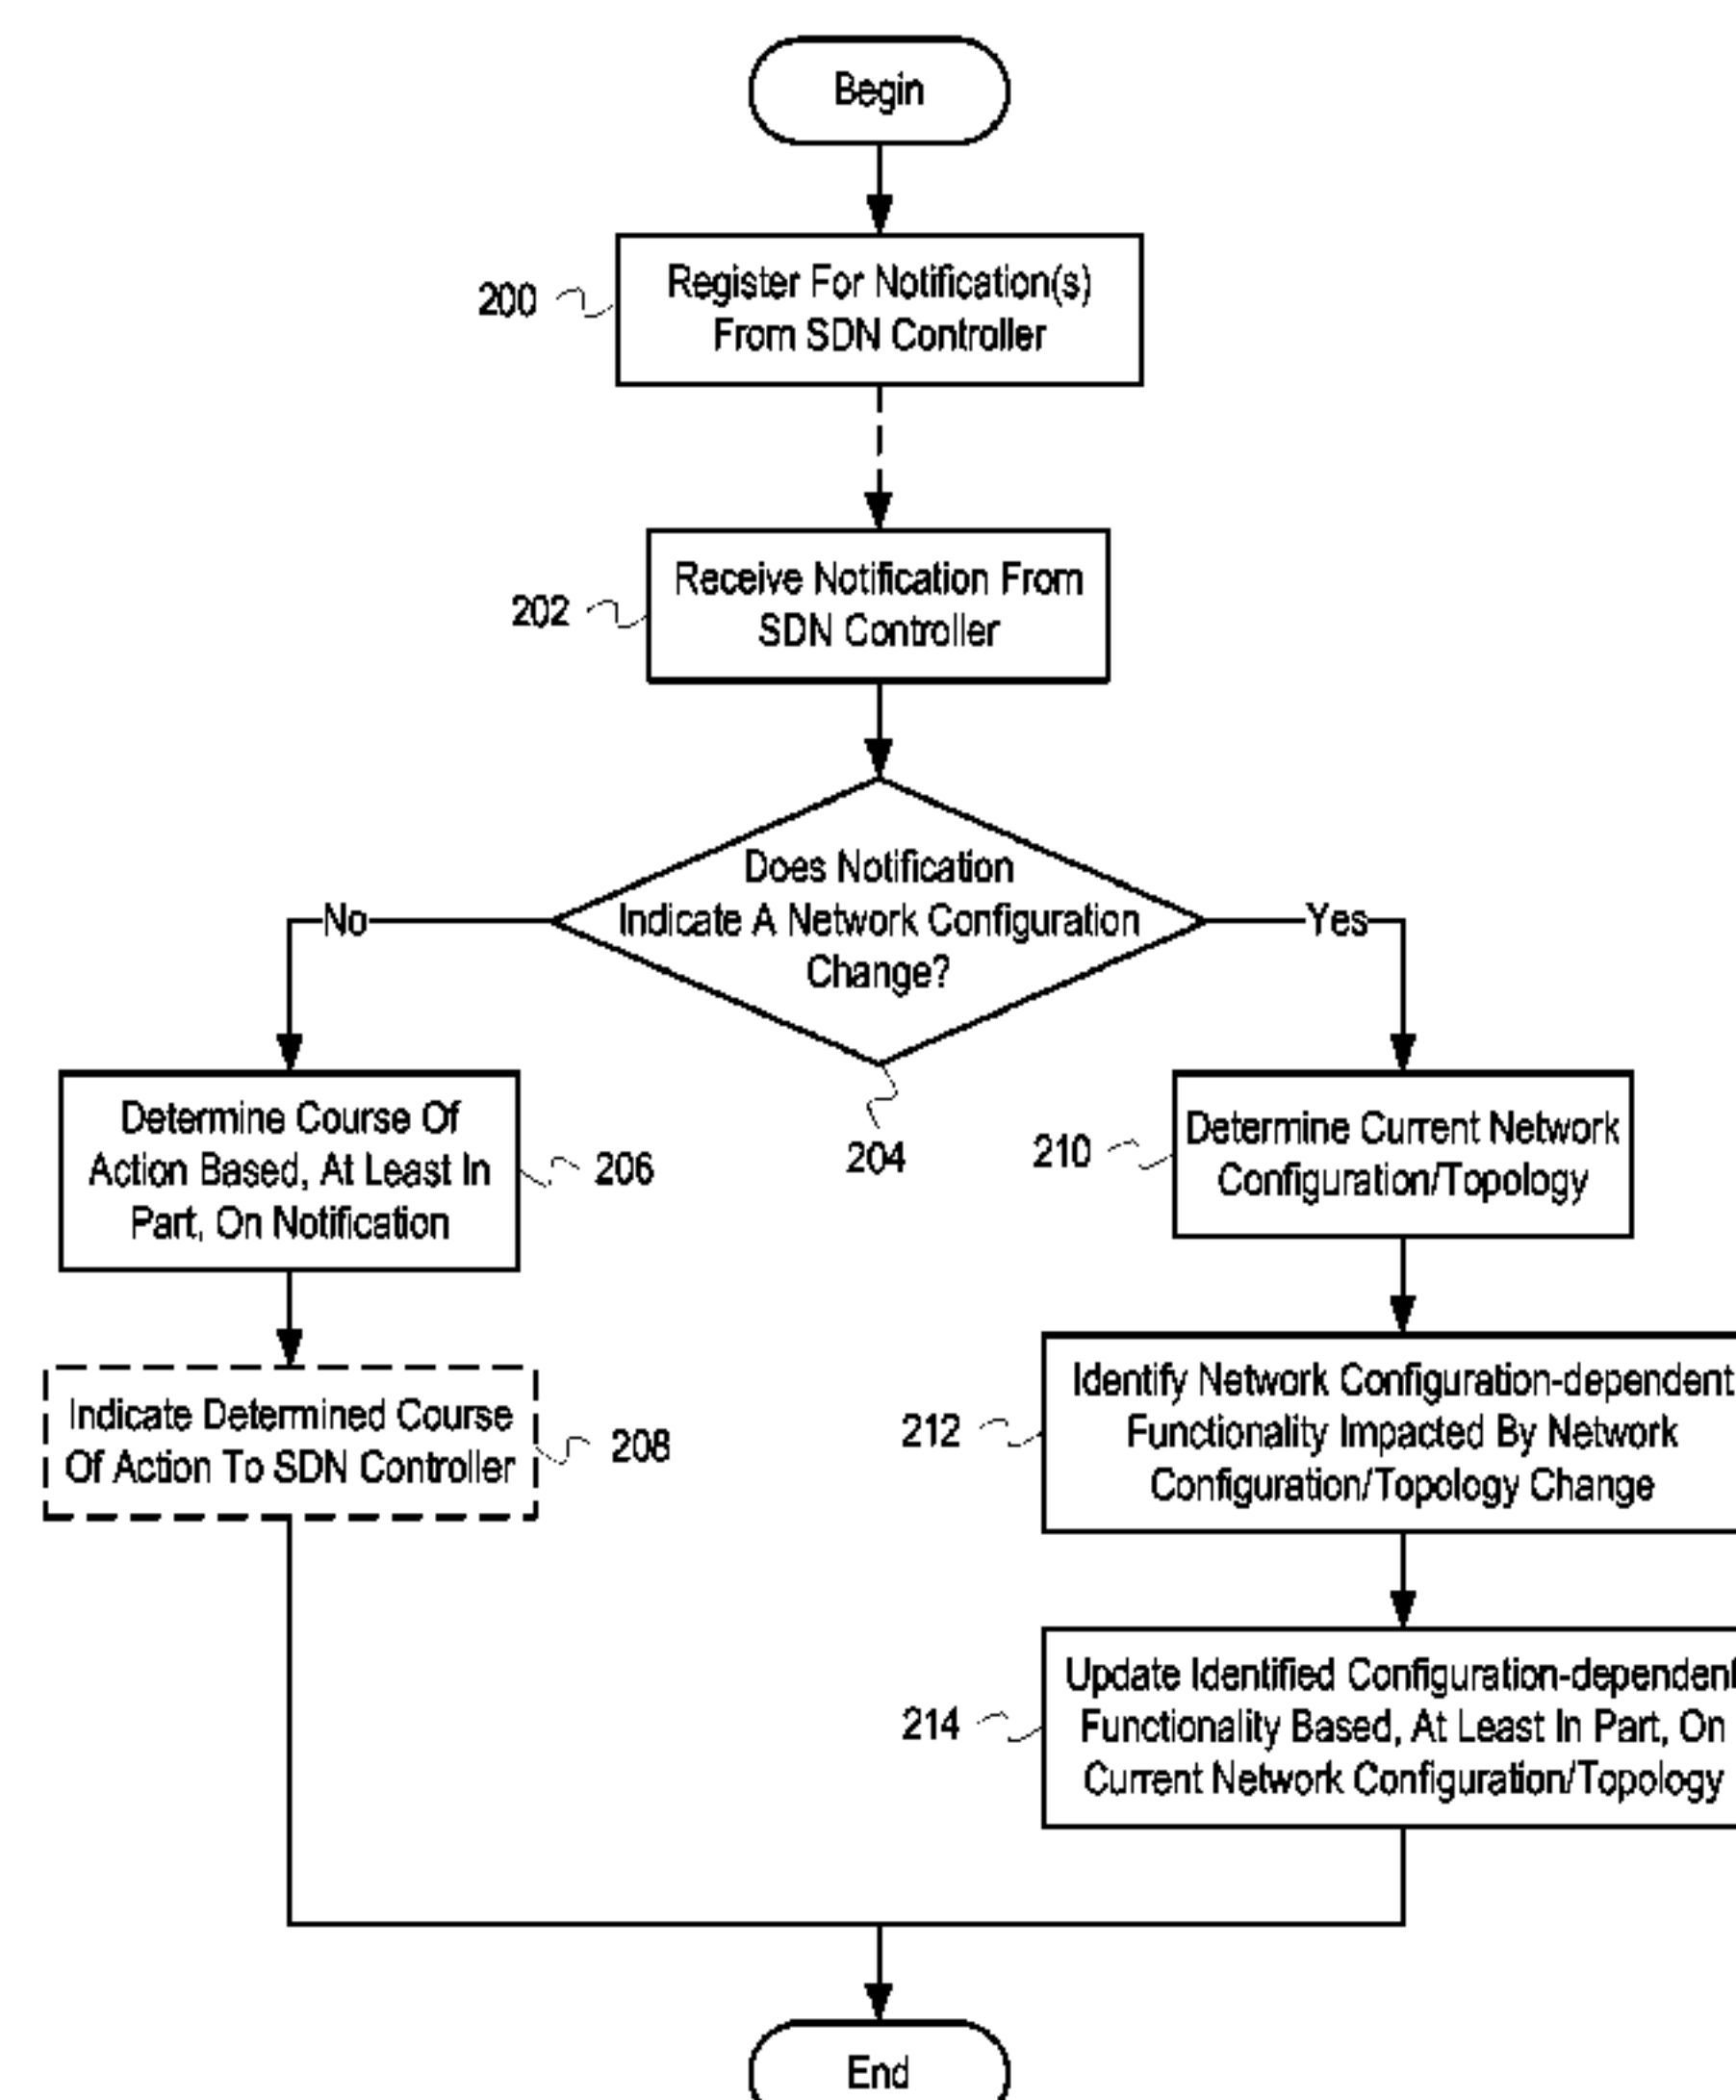 Begin
200
Register For Notification(s)
From SDN Controller
202
Receive Notification From
SDN Controller
Does Notification
Indicate A Network Configuration
Change?
No
Yes
204
Determine Course Of
Action Based, At Least In
Part, On Notification
206
210
Determine Current Network
Configuration/Topology
Indicate Determined Course
Of Action To SDN Controller
208
212
Identify Network Configuration-dependent
Functionality Impacted By Network
Configuration/Topology Change
214
Update Identified Configuration-dependent
Functionality Based, At Least In Part, On
Current Network Configuration/Topology
End